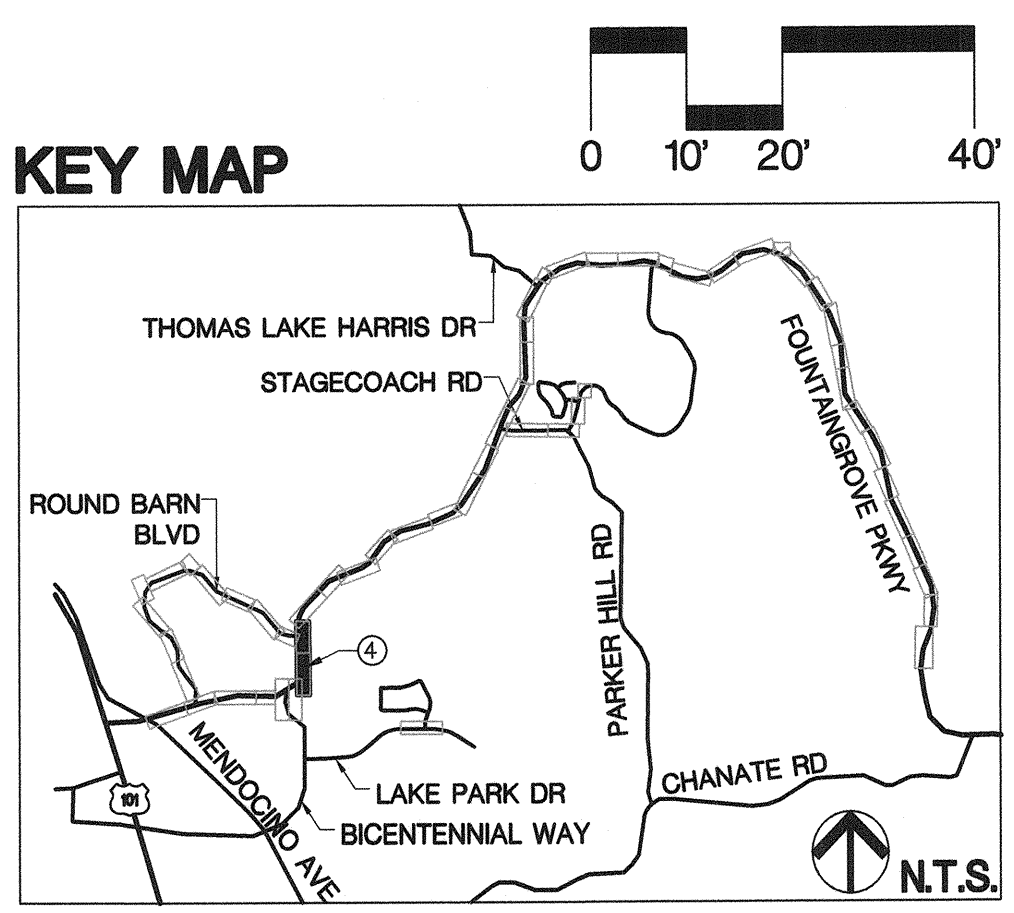 0 10' 20' 40'
KEY MAP
THOMAS LAKE HARRIS DR
STAGECOACH RD
FOUNTAINGROVE PKWY
ROUND BARN
BLVD
PARKER HILL RD
4
MENDOCINO AVE
101
LAKE PARK DR
BICENTENNIAL WAY
CHANATE RD
N.T.S.